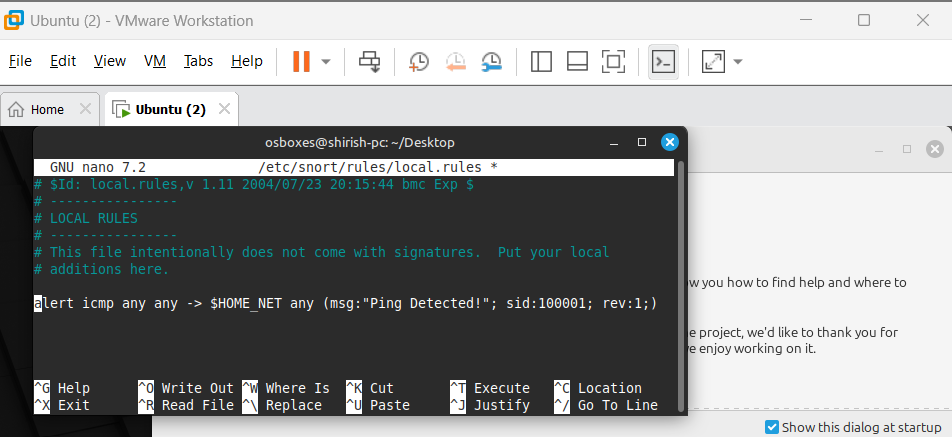 Ubuntu (2) - VMware Workstation
File Edit View VM Tabs Help
Home Ubuntu (2)
osboxes@shirish-pc: ~/Desktop
GNU nano 7.2 /etc/snort/rules/local.rules *
# $Id: local.rules,v 1.11 2004/07/23 20:15:44 bmc Exp $
# ----------------
# LOCAL RULES
# ----------------
# This file intentionally does not come with signatures.  Put your local
# additions here.
alert icmp any any -> $HOME_NET any (msg:"Ping Detected!"; sid:100001; rev:1;)
you how to find help and where to
project, we'd like to thank you for
enjoy working on it.
^G Help ^O Write Out ^W Where Is ^K Cut ^T Execute ^C Location
^X Exit ^R Read File ^\ Replace ^U Paste ^J Justify ^/ Go To Line
Show this dialog at startup